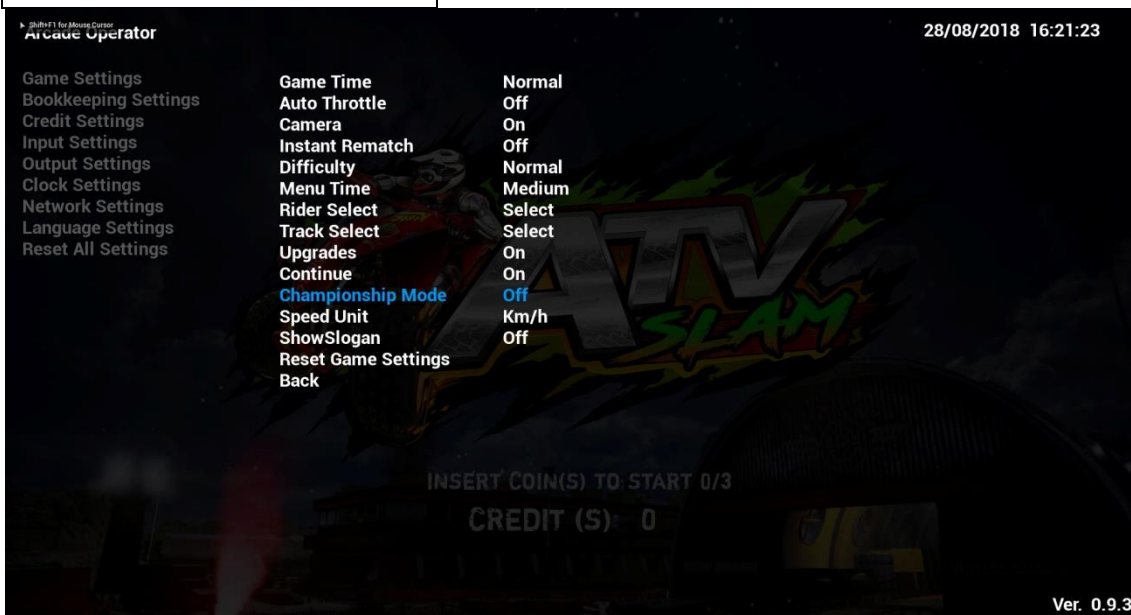 Shift+F1 for Mouse Cursor
Arcade Operator
28/08/2018 16:21:23
Game Settings
Bookkeeping Settings
Credit Settings
Input Settings
Output Settings
Clock Settings
Network Settings
Language Settings
Reset All Settings
Game Time Normal
Auto Throttle Off
Camera On
Instant Rematch Off
Difficulty Normal
Menu Time Medium
Rider Select Select
Track Select Select
Upgrades On
Continue On
Championship Mode Off
Speed Unit Km/h
ShowSlogan Off
Reset Game Settings
Back
ATV
SLAM
INSERT COIN(S) TO START 0/3
CREDIT (S) 0
Ver. 0.9.3